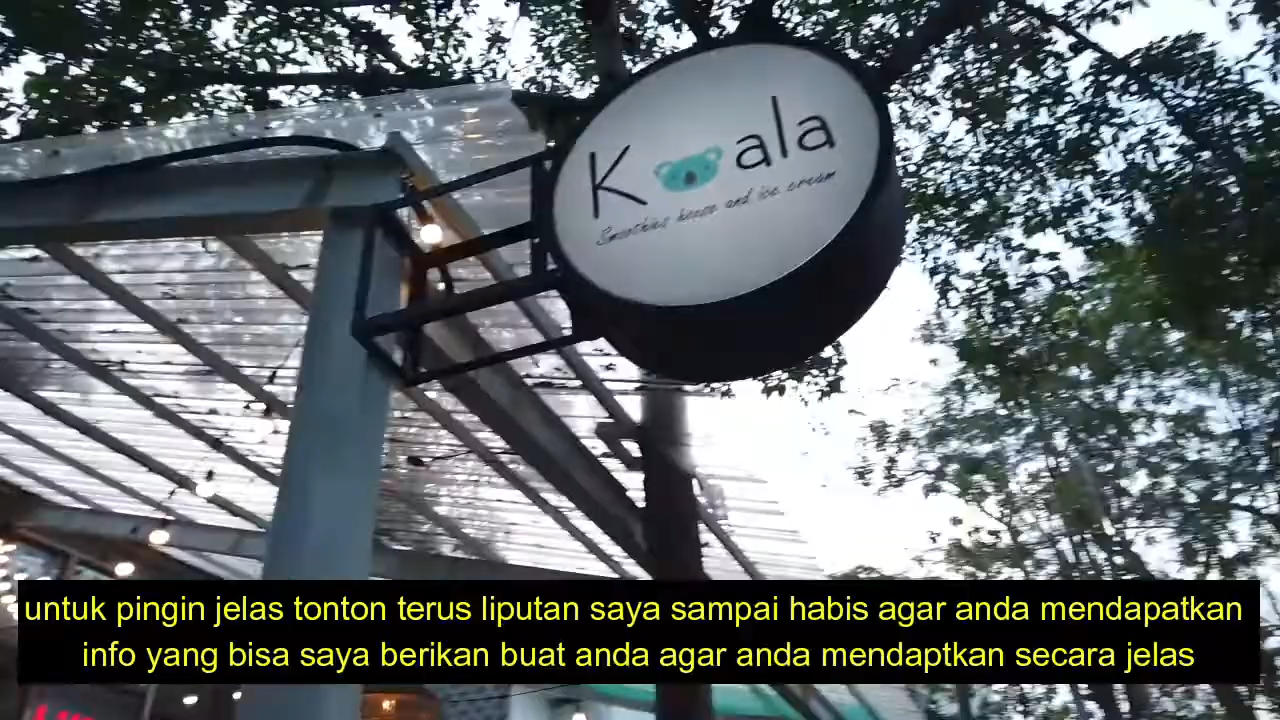 Koala
Smoothies house and ice cream
untuk pingin jelas tonton terus liputan saya sampai habis agar anda mendapatkan
info yang bisa saya berikan buat anda agar anda mendaptkan secara jelas